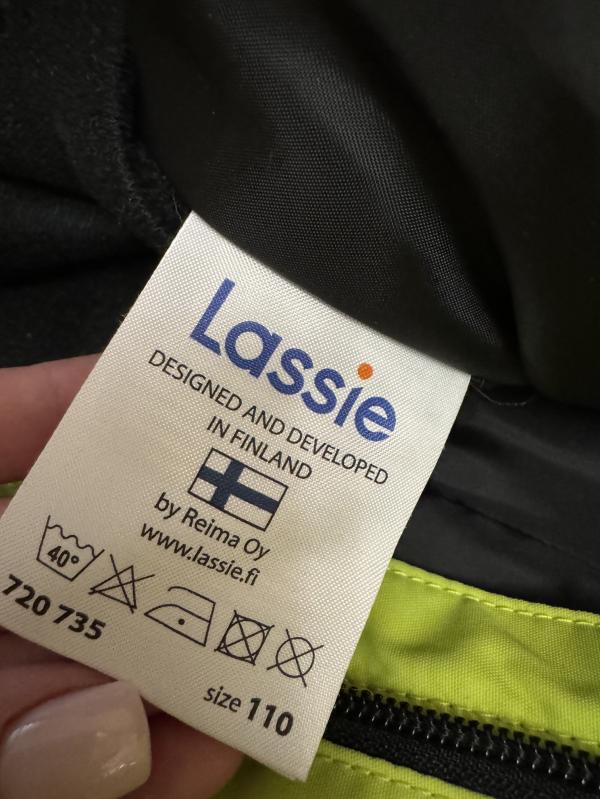 Lassie
DESIGNED AND DEVELOPED
IN FINLAND
by Reima Oy
www.lassie.fi
40°
720 735
size 110